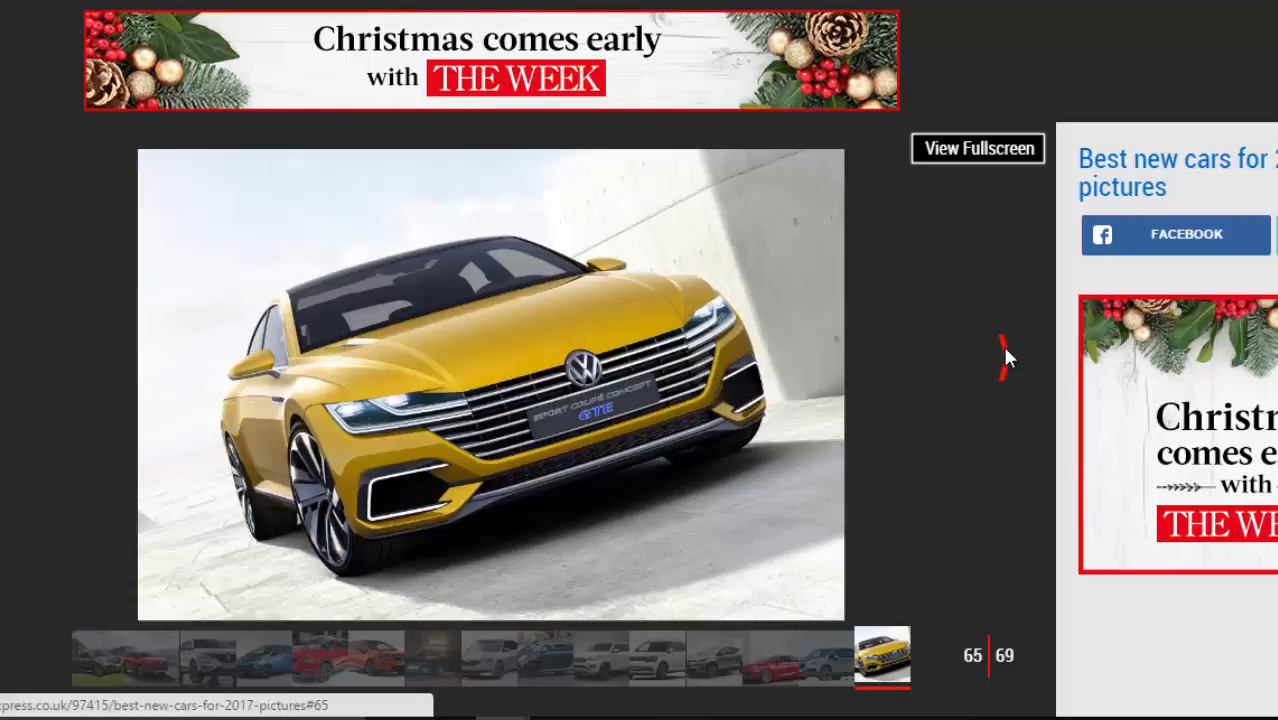 Christmas comes early
with THE WEEK
View Fullscreen
Best new cars for
pictures
FACEBOOK
SPORT COUPÉ CONCEPT
GTE
comes e
with
THE WE
65 69
press.co.uk/97415/best-new-cars-for-2017-pictures#65